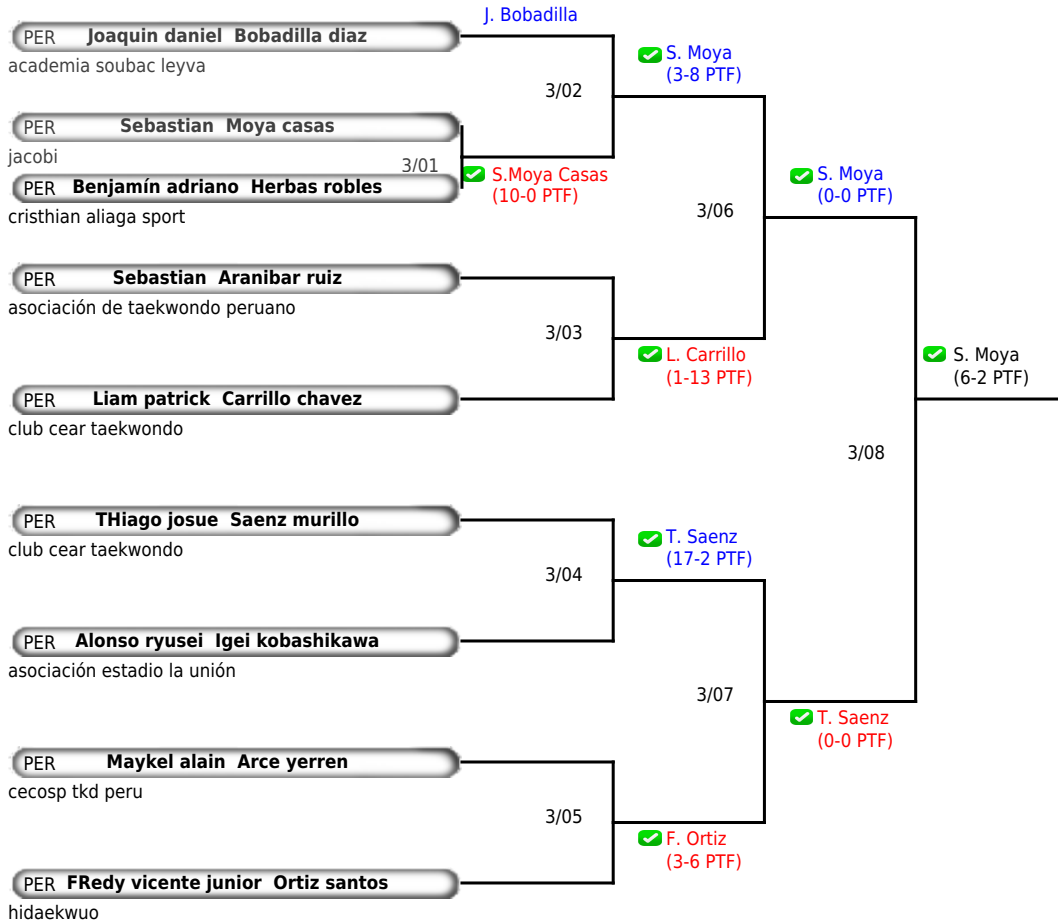 J. Bobadilla
PER Joaquin daniel Bobadilla diaz
academia soubac leyva
S. Moya
(3-8 PTF)
3/02
PER Sebastian Moya casas
jacobi
3/01
S.Moya Casas
(10-0 PTF)
PER Benjamín adriano Herbas robles
cristhian aliaga sport
S. Moya
(0-0 PTF)
3/06
PER Sebastian Aranibar ruiz
asociación de taekwondo peruano
3/03
L. Carrillo
(1-13 PTF)
S. Moya
(6-2 PTF)
PER Liam patrick Carrillo chavez
club cear taekwondo
3/08
PER THiago josue Saenz murillo
club cear taekwondo
T. Saenz
(17-2 PTF)
3/04
PER Alonso ryusei Igei kobashikawa
asociación estadio la unión
3/07
T. Saenz
(0-0 PTF)
PER Maykel alain Arce yerren
cecosp tkd peru
3/05
F. Ortiz
(3-6 PTF)
PER FRedy vicente junior Ortiz santos
hidaekwuo